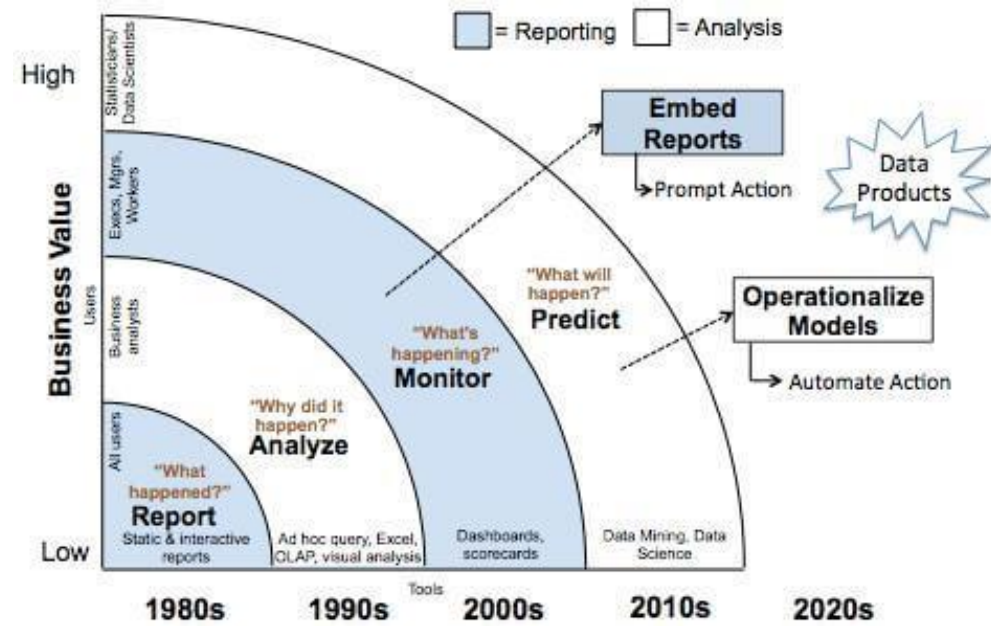 = Reporting
= Analysis
High
Statisticians/
Data Scientists
Embed
Reports
Prompt Action
Data
Products
Execs, Mgrs,
Workers
Business Value
Users
"What will
happen?"
Predict
Operationalize
Models
Automate Action
Business
analysts
"What's
happening?"
Monitor
"Why did it
happen?"
Analyze
All users
"What
happened?"
Report
Static & interactive
reports
Ad hoc query, Excel,
OLAP, visual analysis
Dashboards,
scorecards
Data Mining, Data
Science
Low
Tools
1980s
1990s
2000s
2010s
2020s